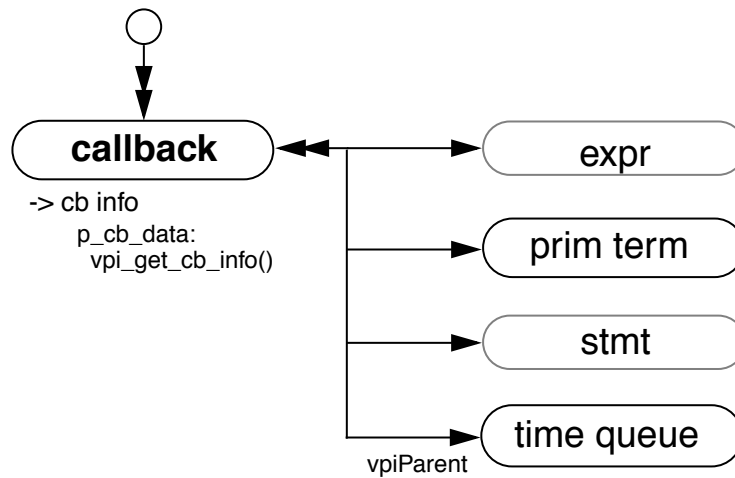 callback
-> cb info
p_cb_data:
vpi_get_cb_info()
expr
prim term
stmt
time queue
vpiParent